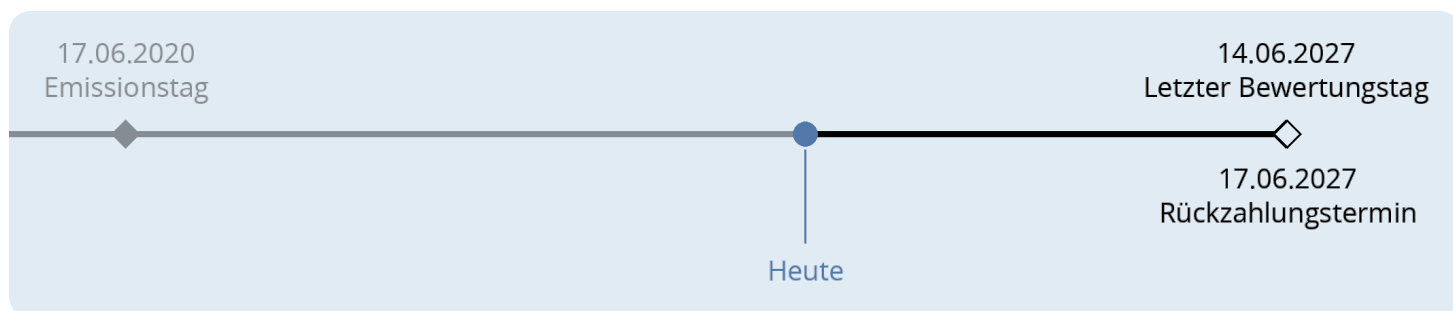 17.06.2020
Emissionstag
14.06.2027
Letzter Bewertungstag
17.06.2027
Rückzahlungstermin
Heute